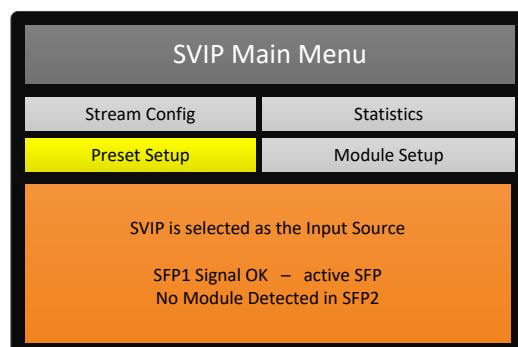 SVIP Main Menu
Stream Config
Statistics
Preset Setup
Module Setup
SVIP is selected as the Input Source
SFP1 Signal OK – active SFP
No Module Detected in SFP2